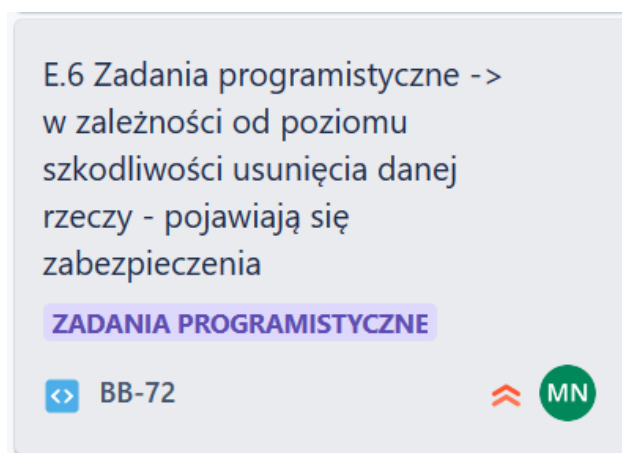 E.6 Zadania programistyczne ->
w zależności od poziomu
szkodliwości usunięcia danej
rzeczy - pojawiają się
zabezpieczenia
ZADANIA PROGRAMISTYCZNE
<> BB-72
MN